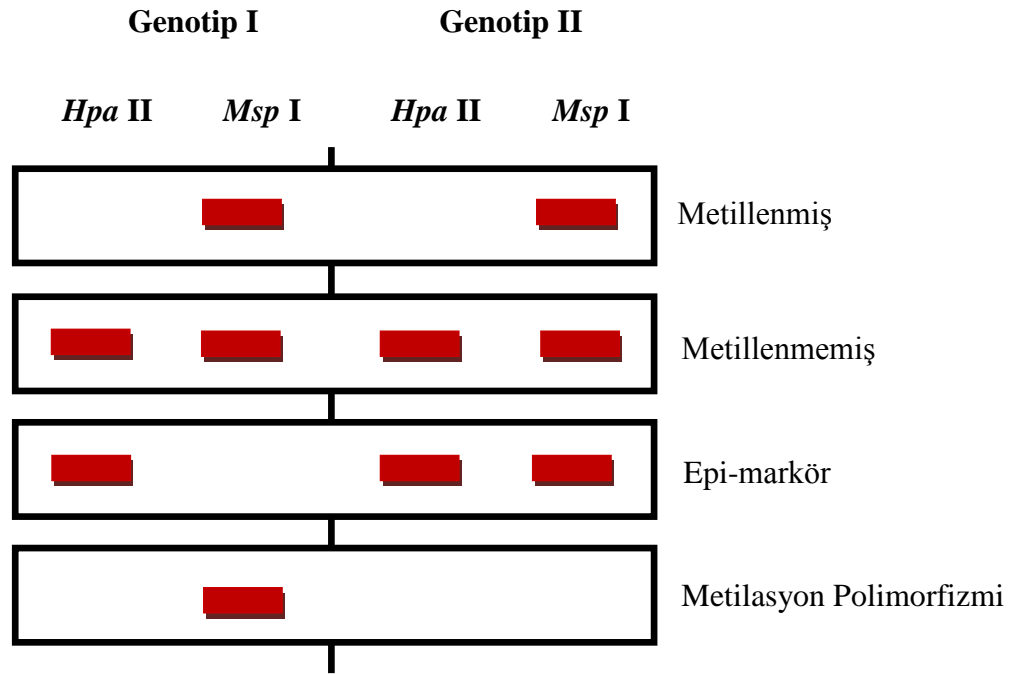 Genotip I Genotip II
Hpa II Msp I Hpa II Msp I
Metillenmiş
Metillenmemiş
Epi-markör
Metilasyon Polimorfizmi